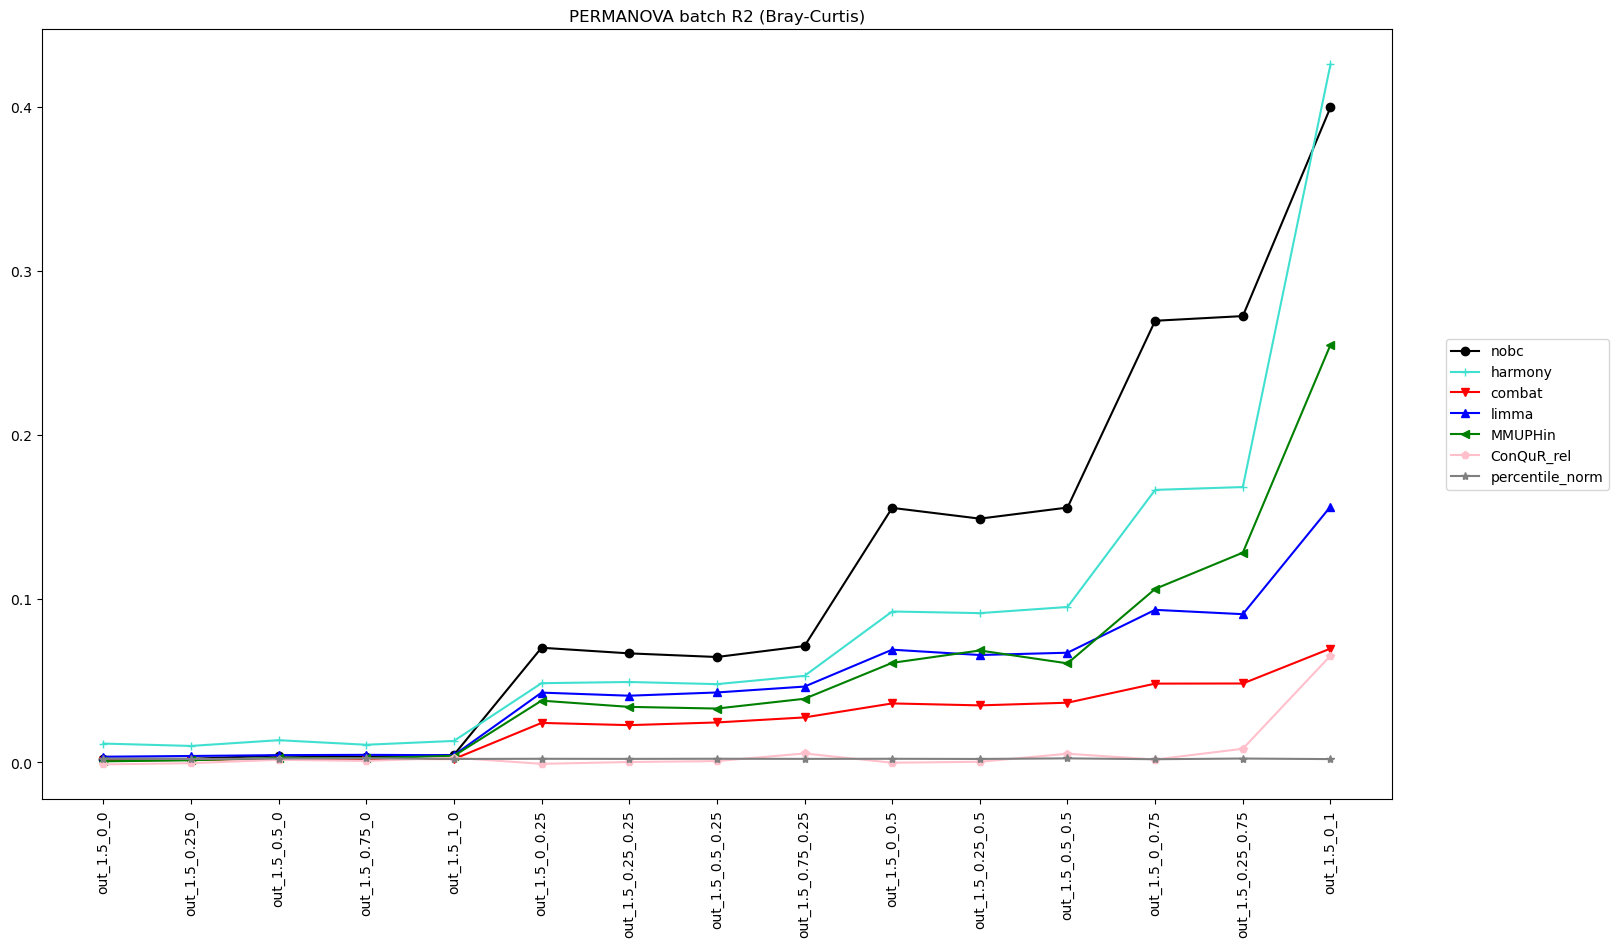 PERMANOVA batch R2 (Bray-Curtis)
0.4
0.3
0.2
0.1
0.0
out_1.5_0_0
out_1.5_0.25_0
out_1.5_0.5_0
out_1.5_0.75_0
out_1.5_1_0
out_1.5_0_0.25
out_1.5_0.25_0.25
out_1.5_0.5_0.25
out_1.5_0.75_0.25
out_1.5_0_0.5
out_1.5_0.25_0.5
out_1.5_0.5_0.5
out_1.5_0_0.75
out_1.5_0.25_0.75
out_1.5_0_1
nobc
harmony
combat
limma
MMUPHin
ConQuR_rel
percentile_norm